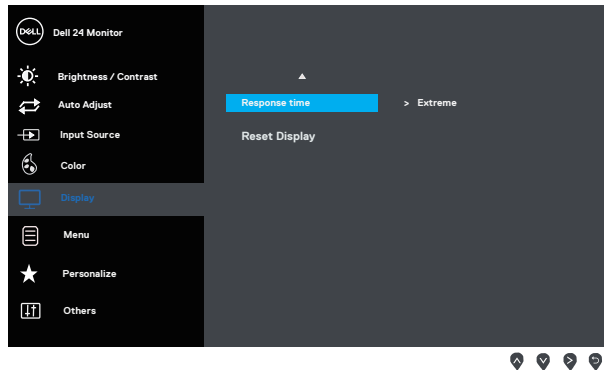 DELL
Dell 24 Monitor
Brightness / Contrast
Auto Adjust
Input Source
Color
Display
Menu
Personalize
Others
Response time > Extreme
Reset Display